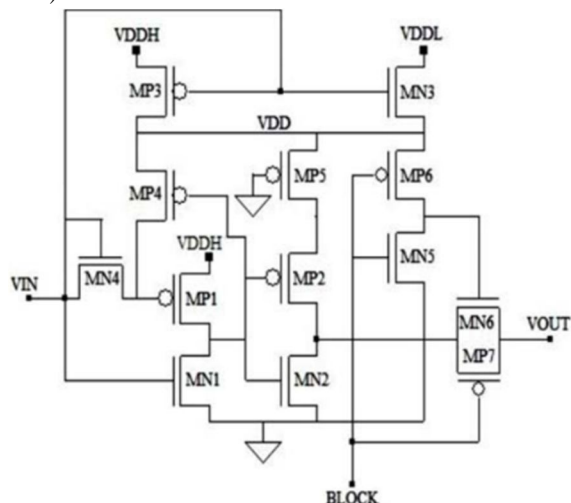 VDDH
VDDL
MP3
MN3
VDD
MP4
MP5
MP6
VDDH
MN5
MN4
VIN
MP1
MP2
MN6
VOUT
MP7
MN1
MN2
BLOCK